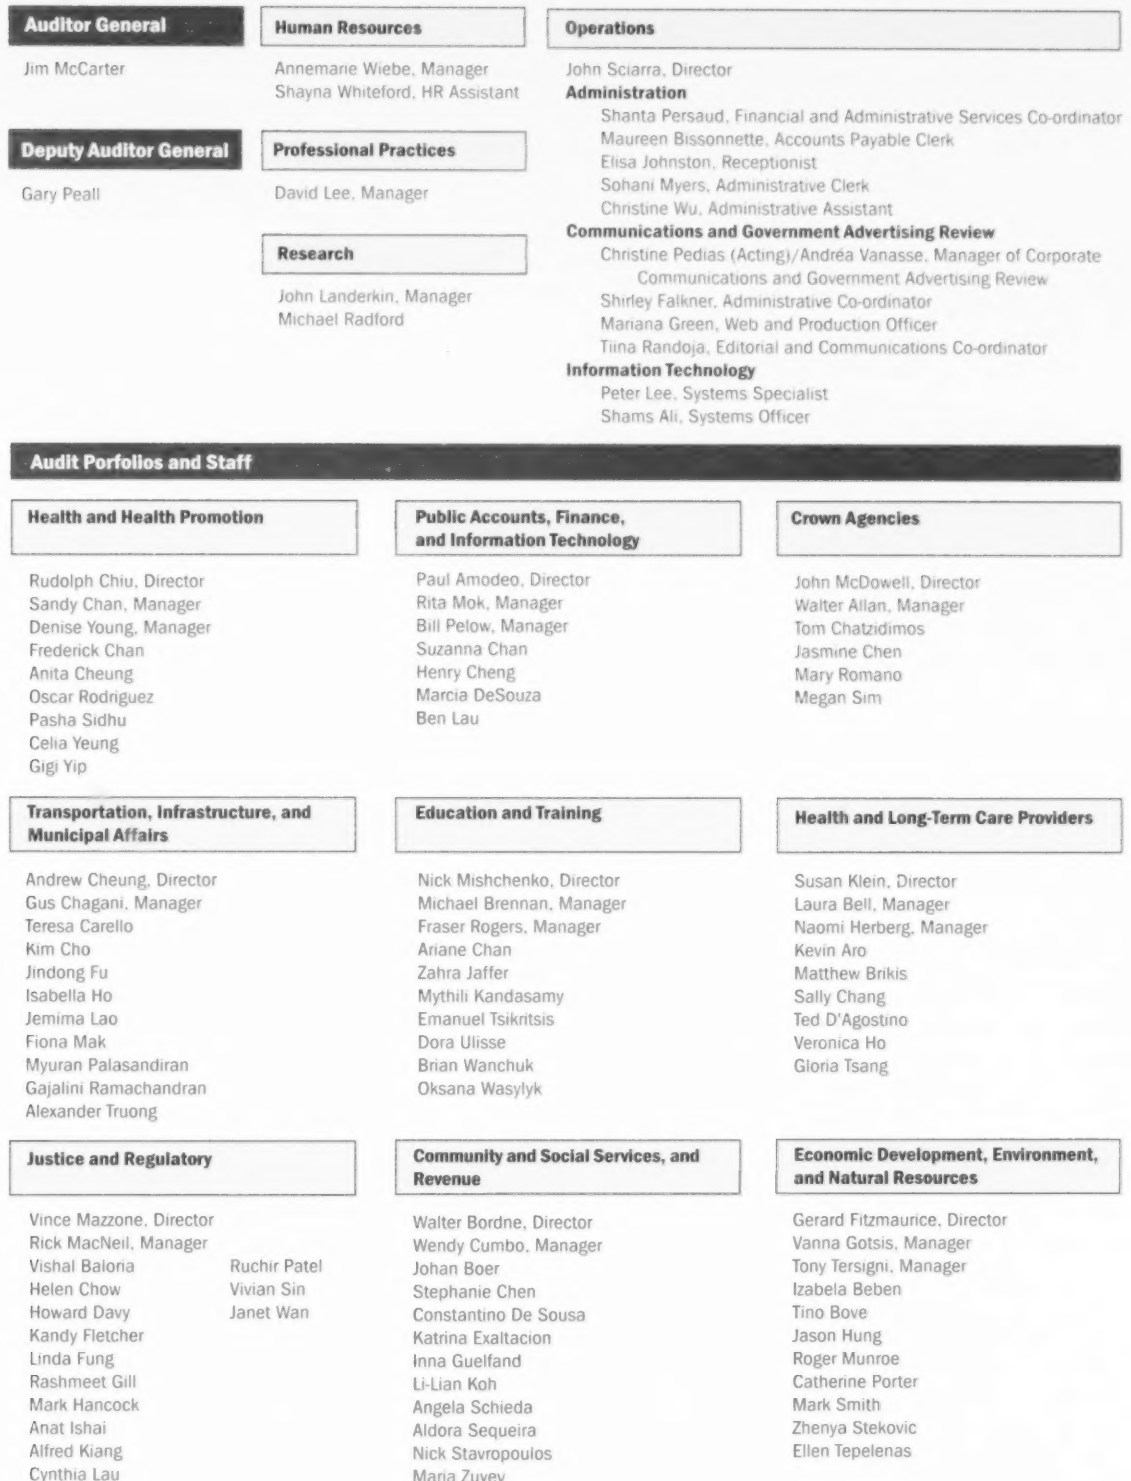 Auditor General
Jim McCarter
Deputy Auditor General
Gary Peall
Human Resources
Annemarie Wiebe, Manager
Shayna Whiteford, HR Assistant
Professional Practices
David Lee, Manager
Research
John Landerkin, Manager
Michael Radford
Operations
John Sciarra, Director
Administration
Shanta Persaud, Financial and Administrative Services Co-ordinator
Maureen Bissonnette, Accounts Payable Clerk
Elisa Johnston, Receptionist
Sohani Myers, Administrative Clerk
Christine Wu, Administrative Assistant
Communications and Government Advertising Review
Christine Pedias (Acting)/Andréa Vanasse, Manager of Corporate
Communications and Government Advertising Review
Shirley Falkner, Administrative Co-ordinator
Mariana Green, Web and Production Officer
Tiina Randoja, Editorial and Communications Co-ordinator
Information Technology
Peter Lee, Systems Specialist
Shams Ali, Systems Officer
Audit Porfolios and Staff
Health and Health Promotion
Rudolph Chiu, Director
Sandy Chan, Manager
Denise Young, Manager
Frederick Chan
Anita Cheung
Oscar Rodriguez
Pasha Sidhu
Celia Yeung
Gigi Yip
Public Accounts, Finance,
and Information Technology
Paul Amodeo, Director
Rita Mok, Manager
Bill Pelow, Manager
Suzanna Chan
Henry Cheng
Marcia DeSouza
Ben Lau
Crown Agencies
John McDowell, Director
Walter Allan, Manager
Tom Chatzidimos
Jasmine Chen
Mary Romano
Megan Sim
Transportation, Infrastructure, and
Municipal Affairs
Andrew Cheung, Director
Gus Chagani, Manager
Teresa Carello
Kim Cho
Jindong Fu
Isabella Ho
Jemima Lao
Fiona Mak
Myuran Palasandiran
Gajalini Ramachandran
Alexander Truong
Education and Training
Nick Mishchenko, Director
Michael Brennan, Manager
Fraser Rogers, Manager
Ariane Chan
Zahra Jaffer
Mythili Kandasamy
Emanuel Tsikritsis
Dora Ulisse
Brian Wanchuk
Oksana Wasylyk
Health and Long-Term Care Providers
Susan Klein, Director
Laura Bell, Manager
Naomi Herberg, Manager
Kevin Aro
Matthew Brikis
Sally Chang
Ted D'Agostino
Veronica Ho
Gloria Tsang
Justice and Regulatory
Vince Mazzone, Director
Rick MacNeil, Manager
Vishal Baloria
Helen Chow
Howard Davy
Kandy Fletcher
Linda Fung
Rashmeet Gill
Mark Hancock
Anat Ishai
Alfred Kiang
Cynthia Lau
Ruchir Patel
Vivian Sin
Janet Wan
Community and Social Services, and
Revenue
Walter Bordne, Director
Wendy Cumbo, Manager
Johan Boer
Stephanie Chen
Constantino De Sousa
Katrina Exaltacion
Inna Guelfand
Li-Lian Koh
Angela Schieda
Aldora Sequeira
Nick Stavropoulos
Maria Zuyev
Economic Development, Environment,
and Natural Resources
Gerard Fitzmaurice, Director
Vanna Gotsis, Manager
Tony Tersigni, Manager
Izabela Beben
Tino Bove
Jason Hung
Roger Munroe
Catherine Porter
Mark Smith
Zhenya Stekovic
Ellen Tepelenas